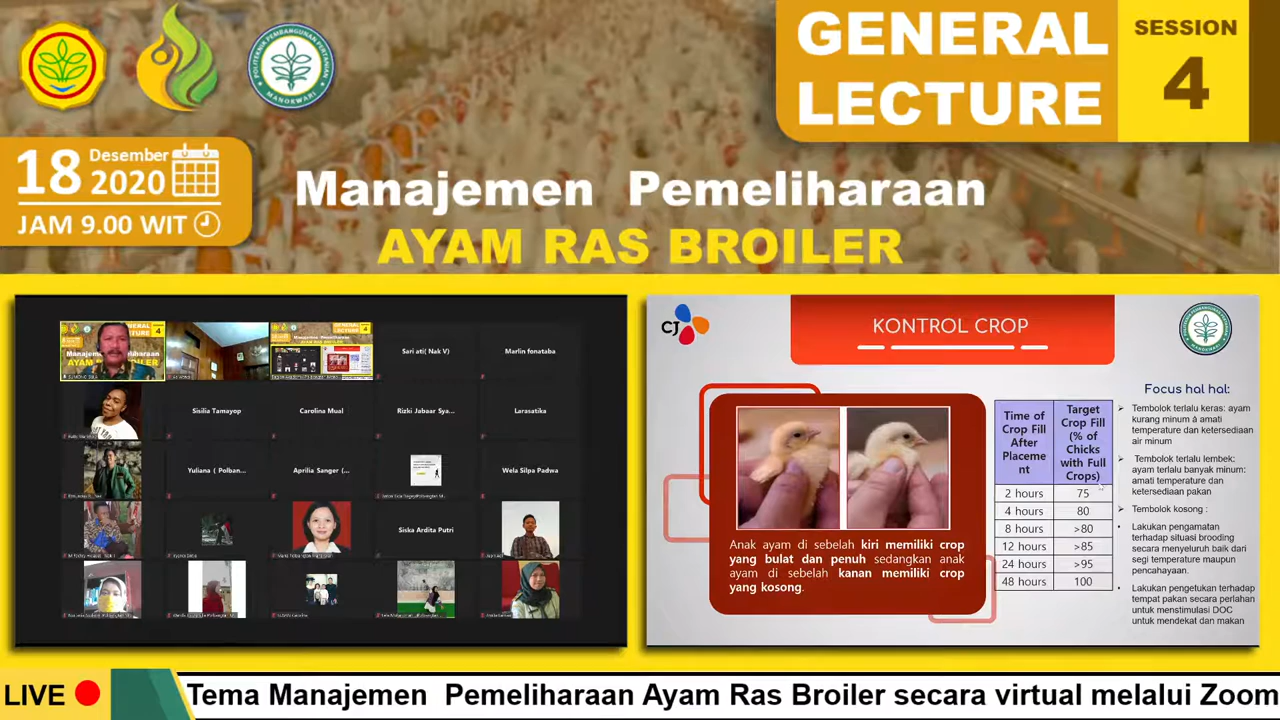 POLITEKNIK PEMBANGUNAN PERTANIAN
MANOKWARI
GENERAL
LECTURE
SESSION
4
18 Desember
2020
JAM 9.00 WIT
Manajemen Pemeliharaan
AYAM RAS BROILER
Sari ati( Nak V)
Marlin fonataba
Sisilia Tamayop
Carolina Mual
Rizki Jabaar Sya...
Larasatika
Yuliana ( Polban...
Aprilia Sanger (...
Wela Silpa Padwa
Siska Ardita Putri
CJ
KONTROL CROP
Anak ayam di sebelah kiri memiliki crop
yang bulat dan penuh sedangkan anak
ayam di sebelah kanan memiliki crop
yang kosong.
Time of
Crop Fill
After
Placeme
nt
Target
Crop Fill
(% of
Chicks
with Full
Crops)
2 hours 75
4 hours 80
8 hours >80
12 hours >85
24 hours >95
48 hours 100
Focus hal hal:
➢ Tembolok terlalu keras: ayam
kurang minum à amati
temperature dan ketersediaan
air minum
➢ Tembolok terlalu lembek:
ayam terlalu banyak minum:
amati temperature dan
ketersediaan pakan
➢ Tembolok kosong :
• Lakukan pengamatan
terhadap situasi brooding
secara menyeluruh baik dari
segi temperature maupun
pencahayaan.
• Lakukan pengetukan terhadap
tempat pakan secara perlahan
untuk menstimulasi DOC
untuk mendekat dan makan
LIVE
Tema Manajemen Pemeliharaan Ayam Ras Broiler secara virtual melalui Zoom